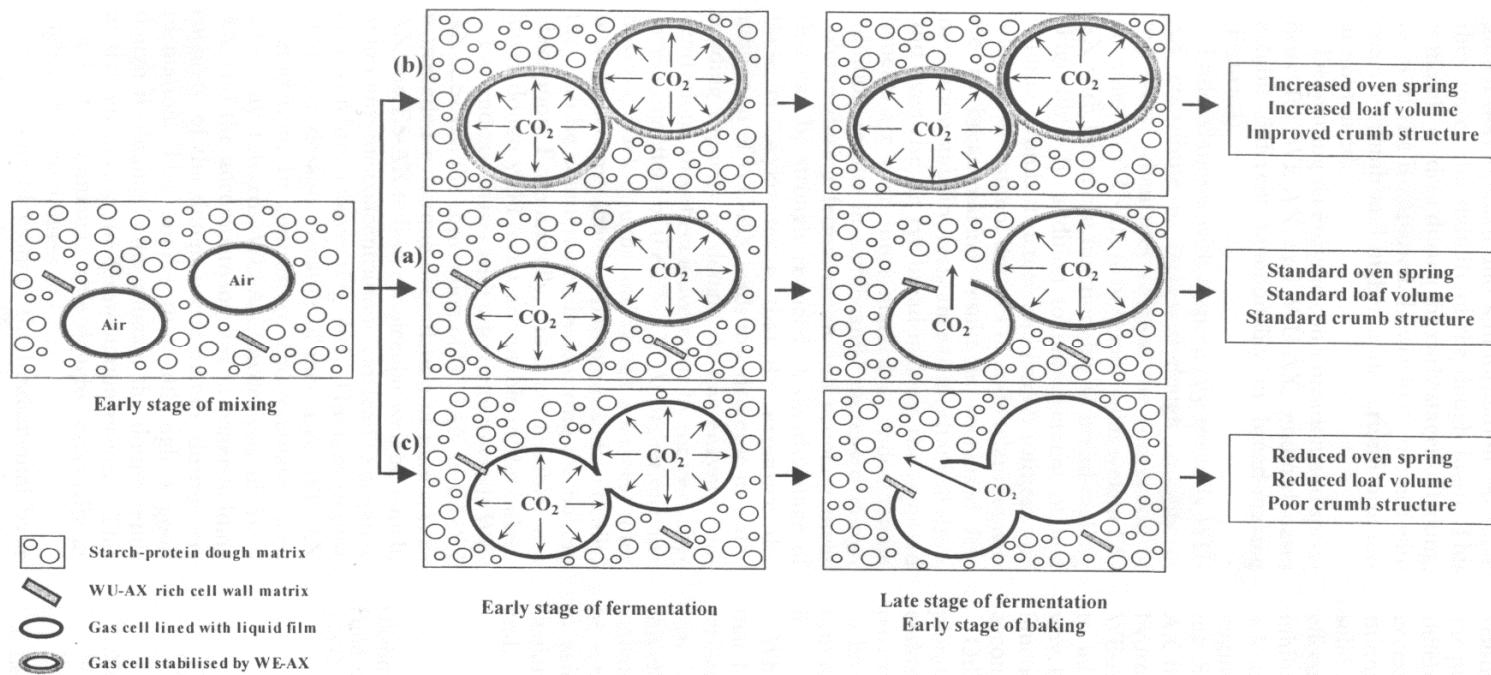 (b)
CO2
CO2
CO2
CO2
Increased oven spring
Increased loaf volume
Improved crumb structure
Air
Air
Early stage of mixing
(a)
CO2
CO2
CO2
CO2
Standard oven spring
Standard loaf volume
Standard crumb structure
(c)
CO2
CO2
CO2
Reduced oven spring
Reduced loaf volume
Poor crumb structure
Starch-protein dough matrix
WU-AX rich cell wall matrix
Gas cell lined with liquid film
Gas cell stabilised by WE-AX
Early stage of fermentation
Late stage of fermentation
Early stage of baking